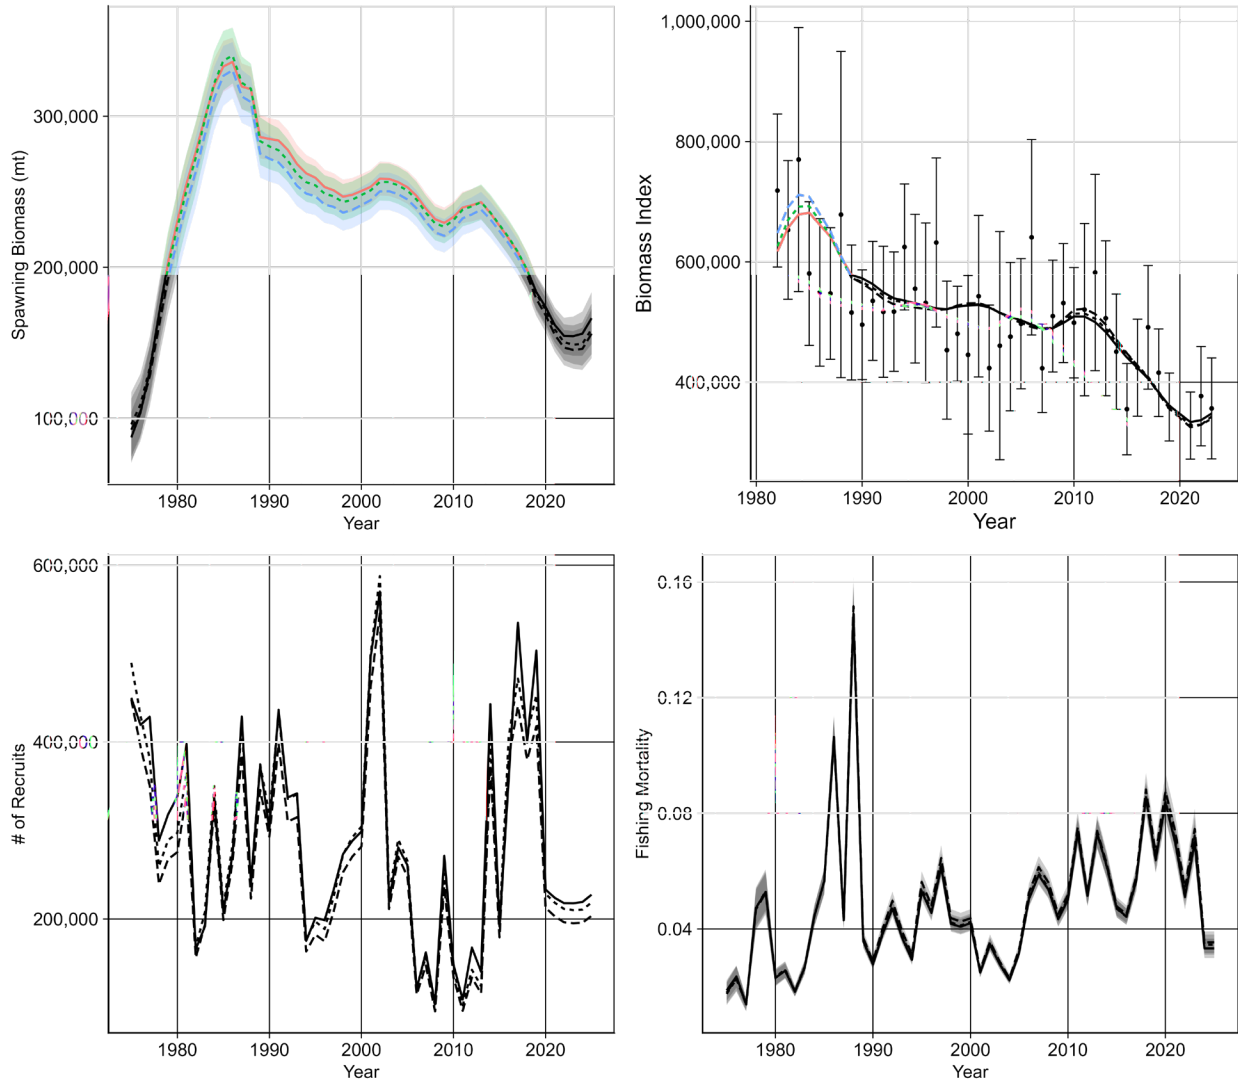 300,000
200,000
100,000
Spawning Biomass (mt)
1980 1990 2000 2010 2020
Year
1,000,000
800,000
600,000
400,000
Biomass Index
1980 1990 2000 2010 2020
Year
600,000
400,000
200,000
# of Recruits
1980 1990 2000 2010 2020
Year
0.16
0.12
0.08
0.04
Fishing Mortality
1980 1990 2000 2010 2020
Year